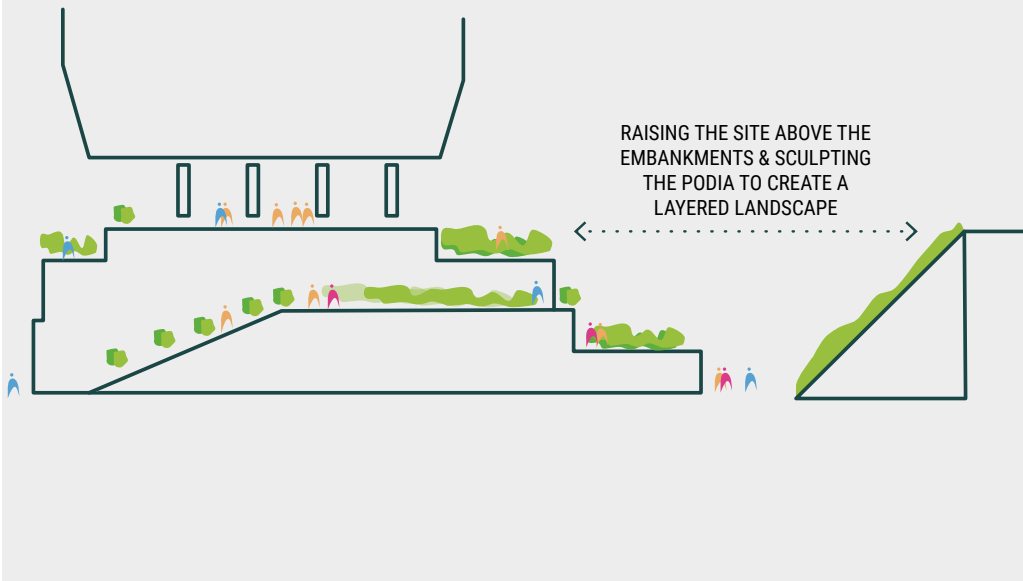 RAISING THE SITE ABOVE THE
EMBANKMENTS & SCULPTING
THE PODIA TO CREATE A
LAYERED LANDSCAPE